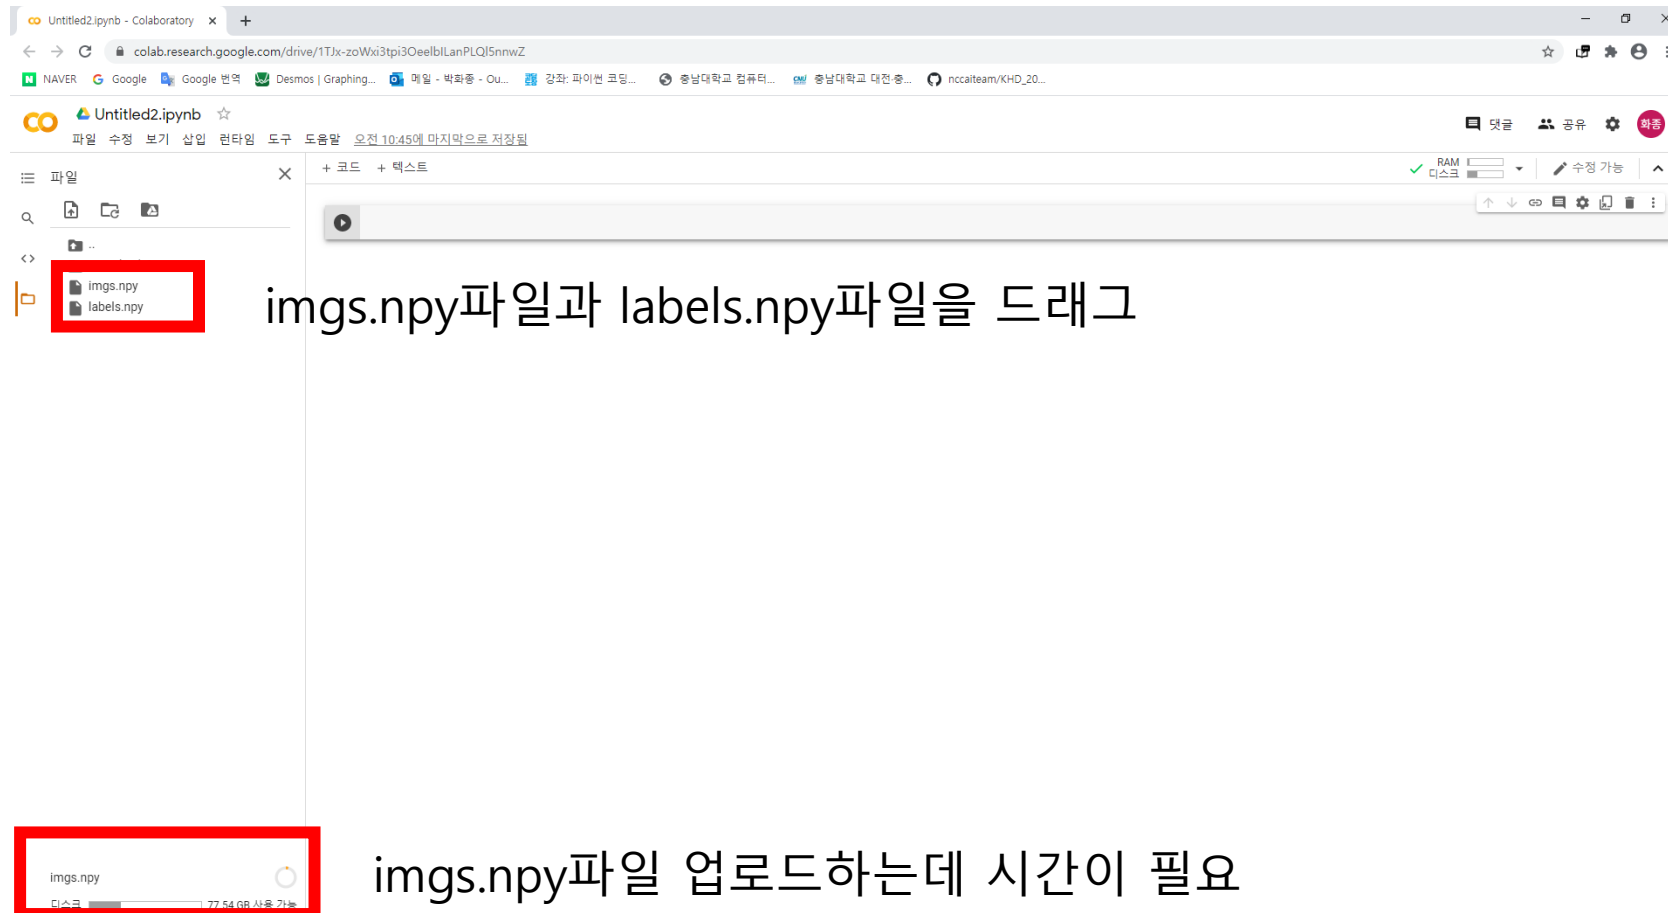 Untitled2.ipynb - Colaboratory
colab.research.google.com/drive/1TJx-zoWxi3tpi3OeelbILanPLQl5nnwZ
NAVER Google Google 번역 Desmos | Graphing... 메일 - 박화종 - Ou... 강좌: 파이썬 코딩... 충남대학교 컴퓨터... 충남대학교 대전·충... nccaiteam/KHD_20...
Untitled2.ipynb
댓글 공유 화종
파일 수정 보기 삽입 런타임 도구 도움말 오전 10:45에 마지막으로 저장됨
파일
+ 코드 + 텍스트
RAM
디스크
수정 가능
..
imgs.npy
labels.npy
imgs.npy파일과 labels.npy파일을 드래그
imgs.npy
디스크 77.54 GB 사용 가능
imgs.npy파일 업로드하는데 시간이 필요